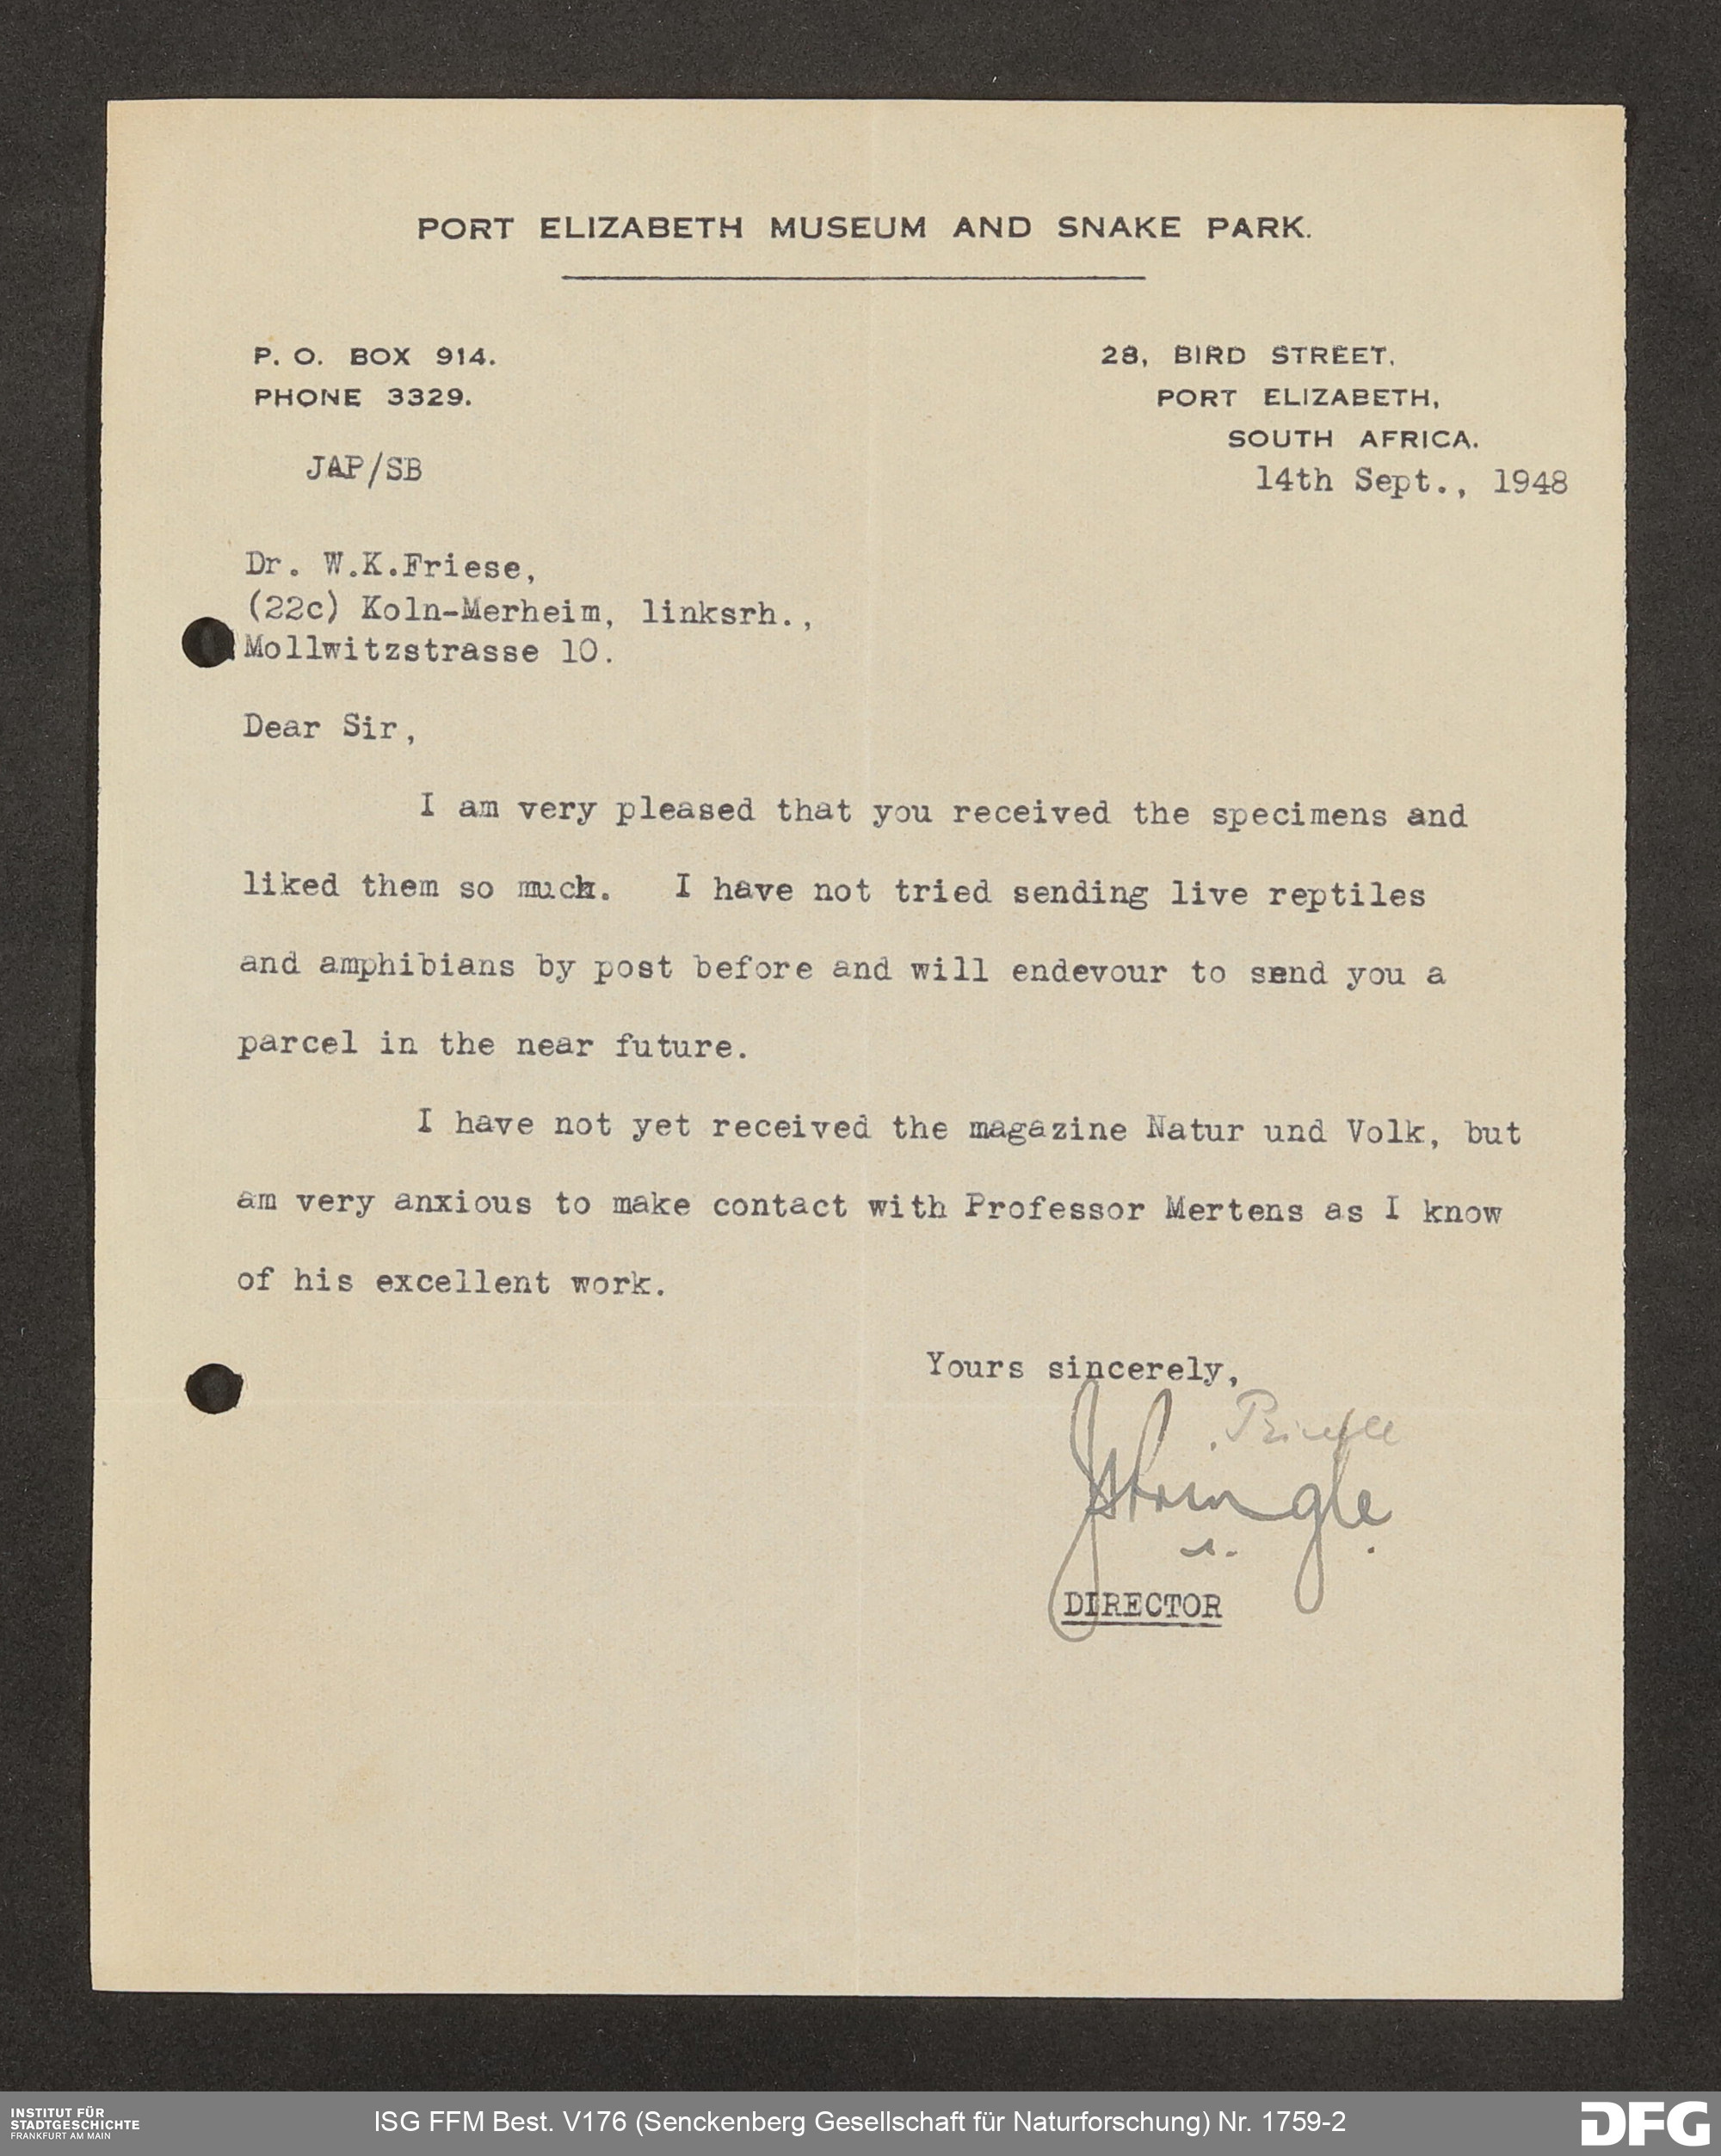 PORT ELIZABETH MUSEUM AND SNAKE PARK.
P. O. BOX 914.
PHONE 3329.
28, BIRD STREET,
PORT ELIZABETH,
SOUTH AFRICA.
JAP/SB
14th Sept., 1948
Dr. W.K.Friese,
(22c) Koln-Merheim, linksrh.,
Mollwitzstrasse 10.
Dear Sir,
I am very pleased that you received the specimens and
liked them so much. I have not tried sending live reptiles
and amphibians by post before and will endevour to send you a
parcel in the near future.
I have not yet received the magazine Natur und Volk, but
am very anxious to make contact with Professor Mertens as I know
of his excellent work.
Yours sincerely,
Pringle
JAPringle
DIRECTOR
INSTITUT FÜR
STADTGESCHICHTE
FRANKFURT AM MAIN
ISG FFM Best. V176 (Senckenberg Gesellschaft für Naturforschung) Nr. 1759-2
DFG